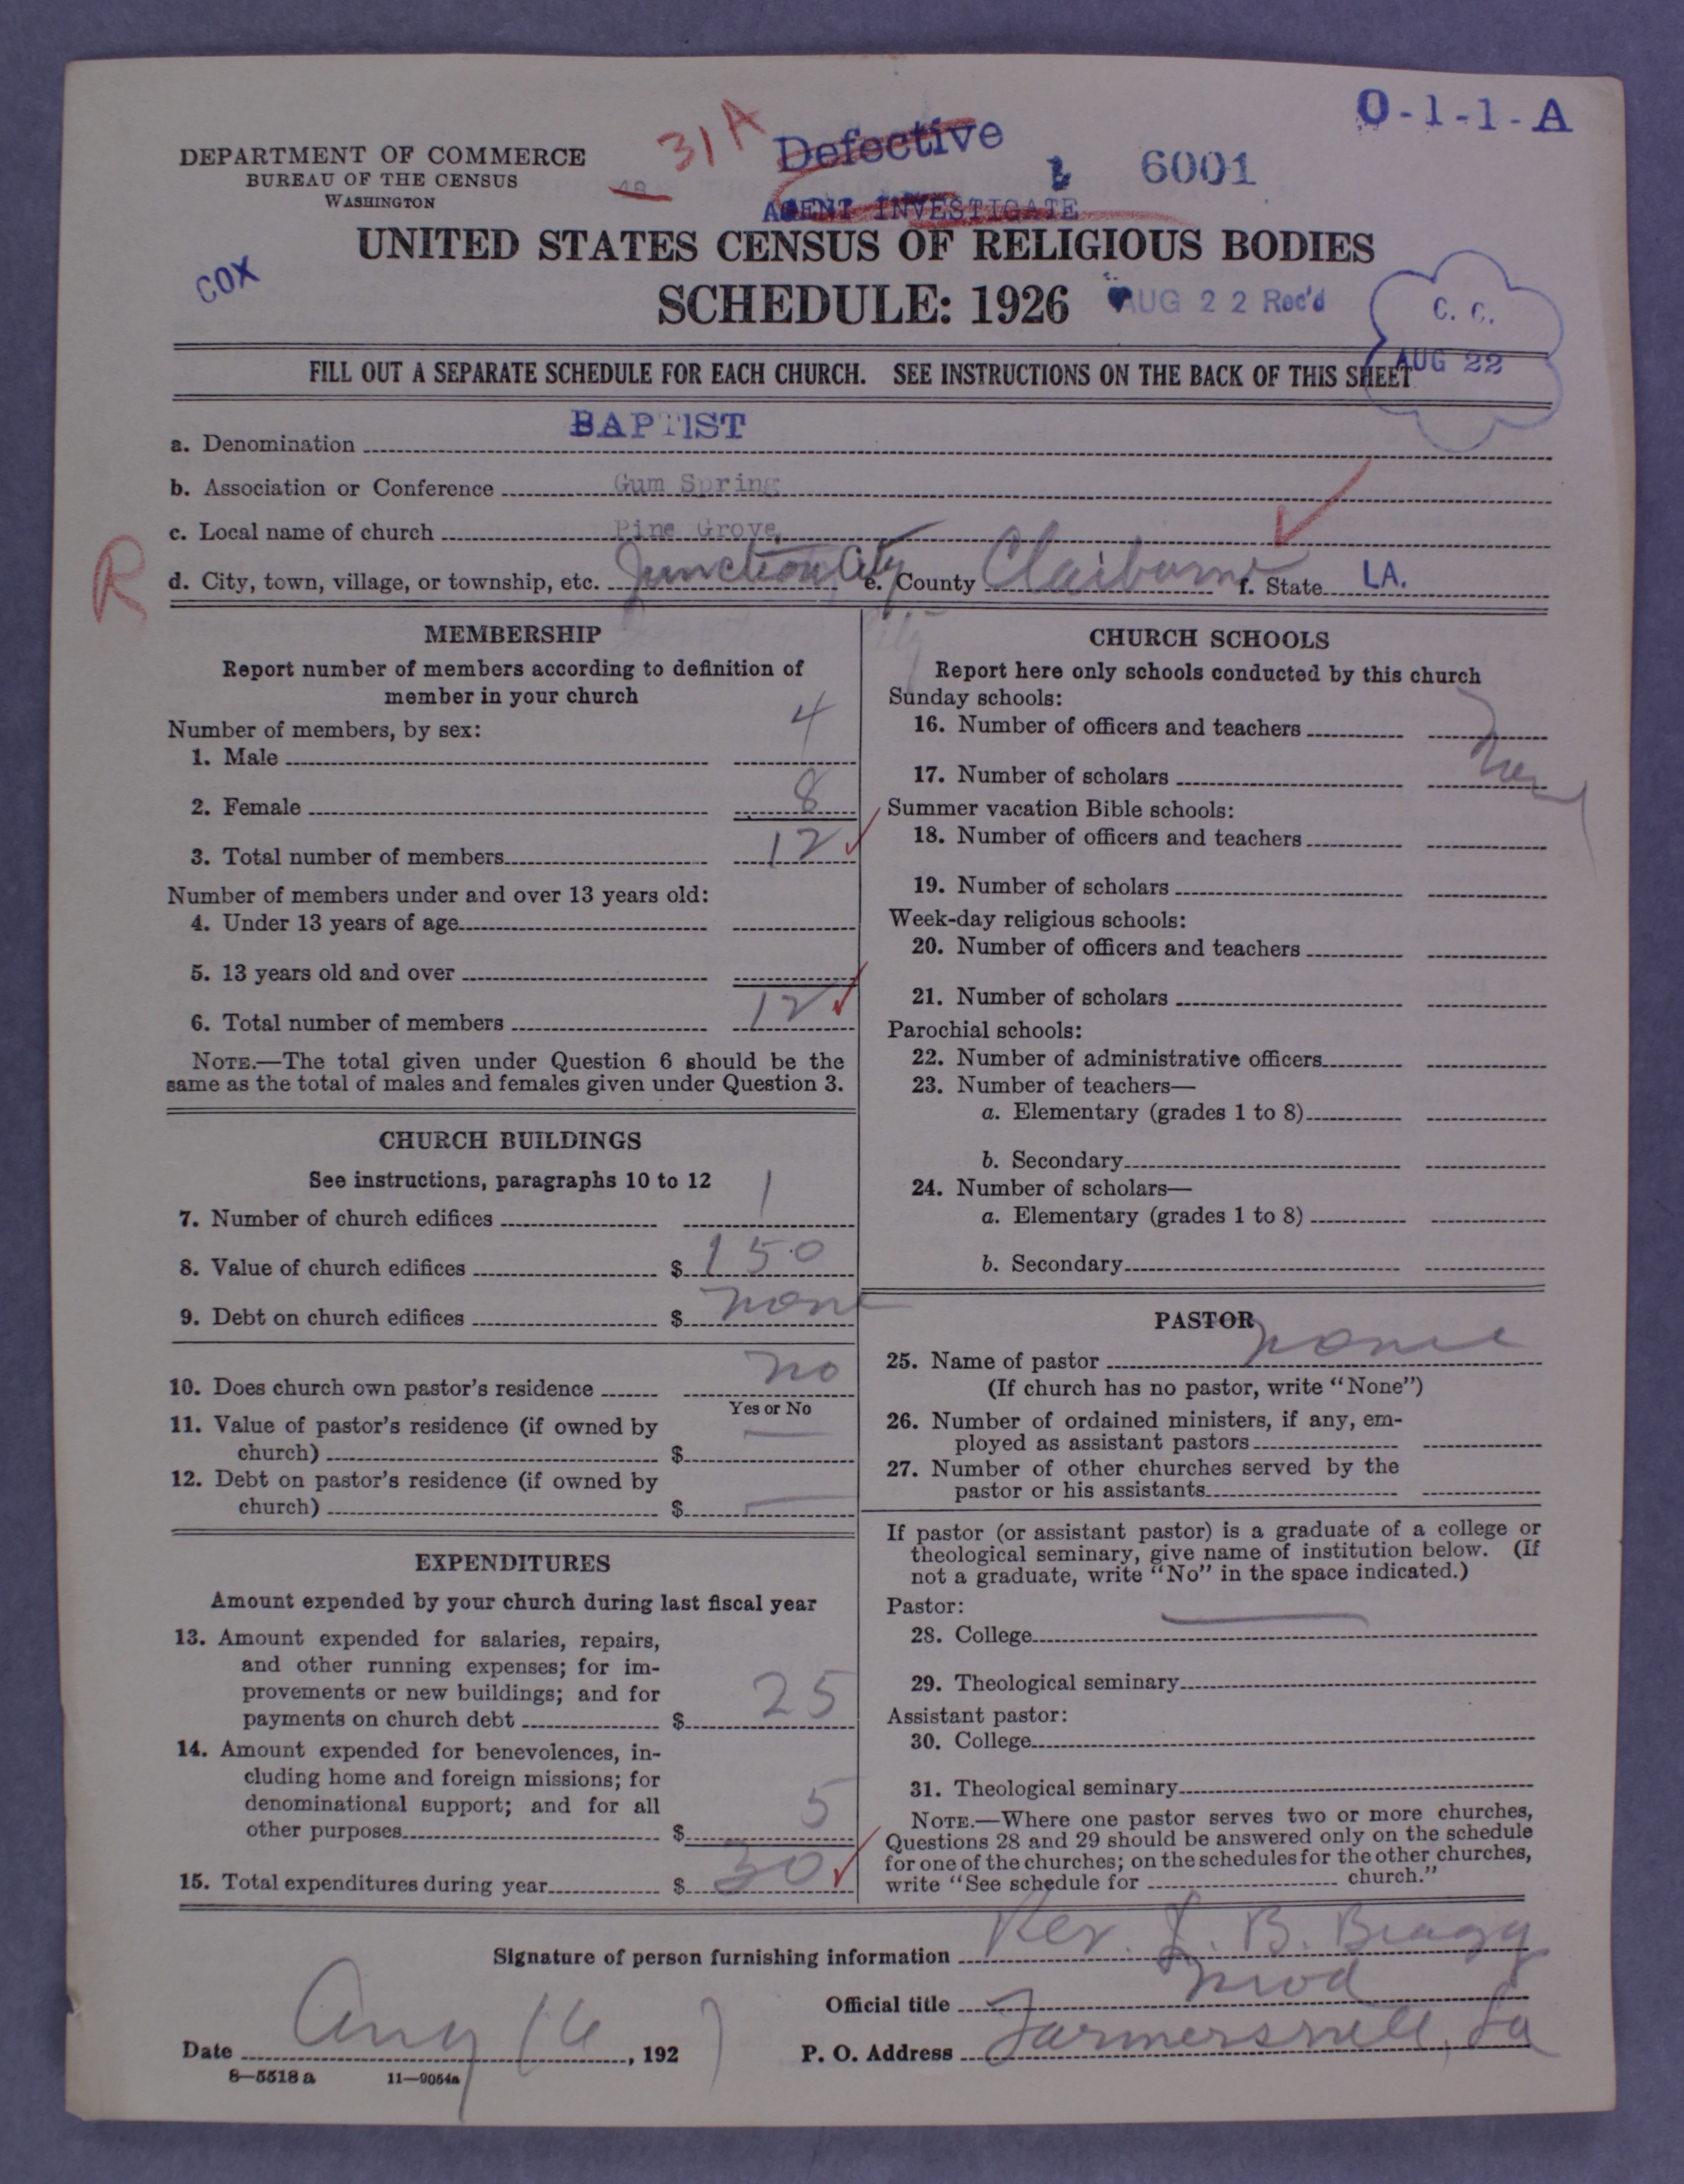 O-1-1-A
31A
Defective
6001
DEPARTMENT OF COMMERCE
BUREAU OF THE CENSUS
WASHINGTON
AGENT INVESTIGATE
UNITED STATES CENSUS OF RELIGIOUS BODIES
COX
SCHEDULE: 1926
AUG 22 Rec'd
C. C.
AUG 22
FILL OUT A SEPARATE SCHEDULE FOR EACH CHURCH. SEE INSTRUCTIONS ON THE BACK OF THIS SHEET
a. Denomination BAPTIST
b. Association or Conference Gum Spring
c. Local name of church Pine Grove,
R
d. City, town, village, or township, etc. Junction City e. County Claiborne f. State LA.
MEMBERSHIP
Report number of members according to definition of
member in your church
Number of members, by sex:
1. Male 4
2. Female 8
3. Total number of members 12
Number of members under and over 13 years old:
4. Under 13 years of age
5. 13 years old and over
6. Total number of members 12
NOTE.—The total given under Question 6 should be the
same as the total of males and females given under Question 3.
CHURCH BUILDINGS
See instructions, paragraphs 10 to 12
7. Number of church edifices 1
8. Value of church edifices $ 150
9. Debt on church edifices $ none
10. Does church own pastor's residence no
Yes or No
11. Value of pastor's residence (if owned by
church) $ —
12. Debt on pastor's residence (if owned by
church) $ —
EXPENDITURES
Amount expended by your church during last fiscal year
13. Amount expended for salaries, repairs,
and other running expenses; for im-
provements or new buildings; and for
payments on church debt $ 25
14. Amount expended for benevolences, in-
cluding home and foreign missions; for
denominational support; and for all
other purposes $ 5
15. Total expenditures during year $ 30
CHURCH SCHOOLS
Report here only schools conducted by this church
Sunday schools:
16. Number of officers and teachers
17. Number of scholars
Summer vacation Bible schools:
18. Number of officers and teachers
19. Number of scholars
Week-day religious schools:
20. Number of officers and teachers
21. Number of scholars
Parochial schools:
22. Number of administrative officers
23. Number of teachers—
a. Elementary (grades 1 to 8)
b. Secondary
24. Number of scholars—
a. Elementary (grades 1 to 8)
b. Secondary
PASTOR
25. Name of pastor none
(If church has no pastor, write "None")
26. Number of ordained ministers, if any, em-
ployed as assistant pastors
27. Number of other churches served by the
pastor or his assistants
If pastor (or assistant pastor) is a graduate of a college or
theological seminary, give name of institution below. (If
not a graduate, write "No" in the space indicated.)
Pastor:
28. College —
29. Theological seminary
Assistant pastor:
30. College
31. Theological seminary
NOTE.—Where one pastor serves two or more churches,
Questions 28 and 29 should be answered only on the schedule
for one of the churches; on the schedules for the other churches,
write "See schedule for church."
Signature of person furnishing information Rev. L. B. Bragg
Official title Mod
Date Aug 16, 1927 P. O. Address Farmersville, La
8—5518a 11—9054a